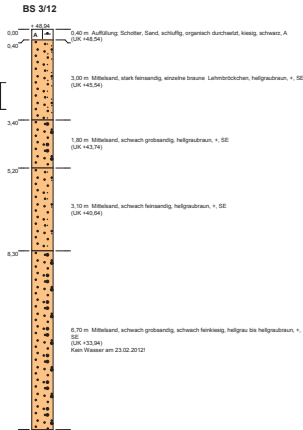 BS 3/12
+ 48,94
0,00
A
0,40 m Auffüllung; Schotter, Sand, schluffig, organisch durchsetzt, kiesig, schwarz, A
(UK +48,54)
0,40
3,00 m Mittelsand, stark feinsandig, einzelne braune Lehmbröckchen, hellgraubraun, +, SE
(UK +45,54)
3,40
1,80 m Mittelsand, schwach grobsandig, hellgraubraun, +, SE
(UK +43,74)
5,20
3,10 m Mittelsand, schwach feinsandig, hellgraubraun, +, SE
(UK +40,64)
8,30
6,70 m Mittelsand, schwach grobsandig, schwach feinkiesig, hellgrau bis hellgraubraun, +,
SE
(UK +33,94)
Kein Wasser am 23.02.2012!